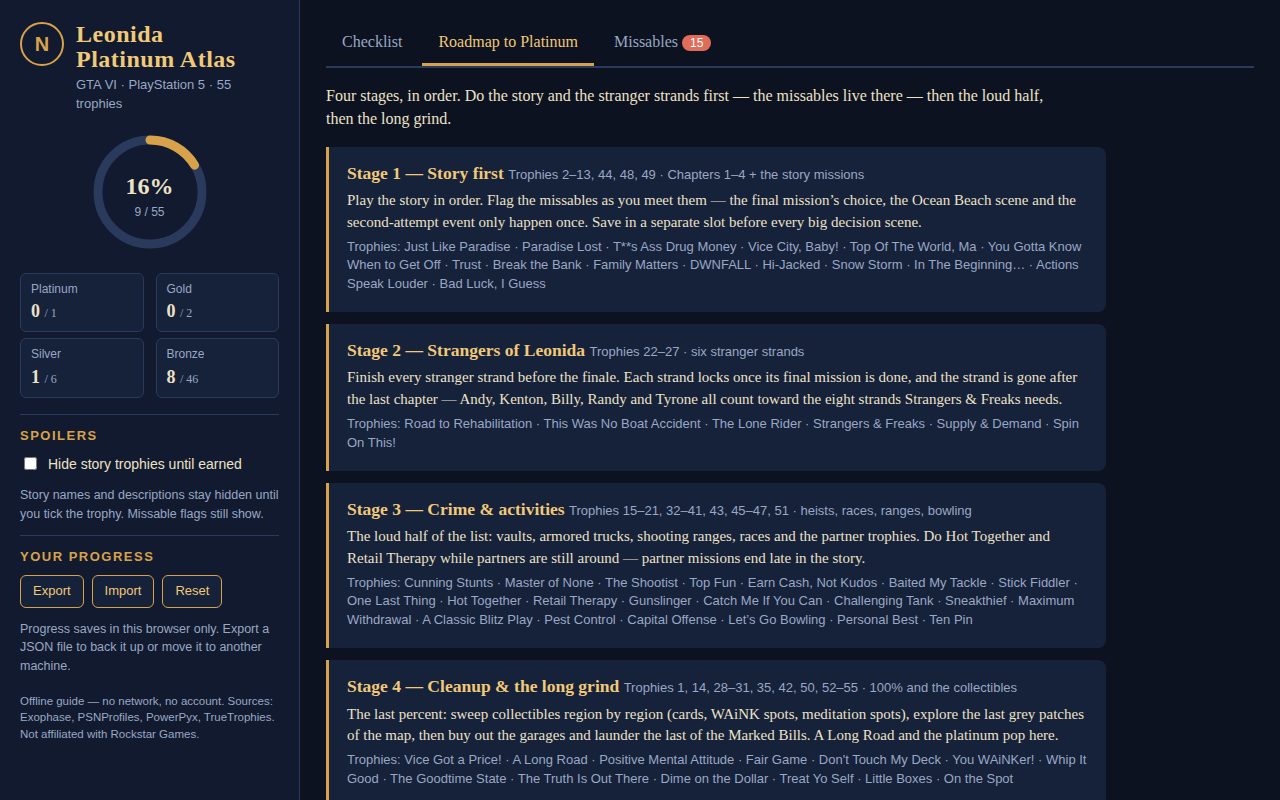 N
Leonida
Platinum Atlas
GTA VI · PlayStation 5 · 55
trophies
16%
9 / 55
Platinum
0 / 1
Gold
0 / 2
Silver
1 / 6
Bronze
8 / 46
SPOILERS
Hide story trophies until earned
Story names and descriptions stay hidden until
you tick the trophy. Missable flags still show.
YOUR PROGRESS
Export
Import
Reset
Progress saves in this browser only. Export a
JSON file to back it up or move it to another
machine.
Offline guide — no network, no account. Sources:
Exophase, PSNProfiles, PowerPyx, TrueTrophies.
Not affiliated with Rockstar Games.
Checklist
Roadmap to Platinum
Missables 15
Four stages, in order. Do the story and the stranger strands first — the missables live there — then the loud half,
then the long grind.
Stage 1 — Story first Trophies 2–13, 44, 48, 49 · Chapters 1–4 + the story missions
Play the story in order. Flag the missables as you meet them — the final mission’s choice, the Ocean Beach scene and the
second-attempt event only happen once. Save in a separate slot before every big decision scene.
Trophies: Just Like Paradise · Paradise Lost · T**s Ass Drug Money · Vice City, Baby! · Top Of The World, Ma · You Gotta Know
When to Get Off · Trust · Break the Bank · Family Matters · DWNFALL · Hi-Jacked · Snow Storm · In The Beginning… · Actions
Speak Louder · Bad Luck, I Guess
Stage 2 — Strangers of Leonida Trophies 22–27 · six stranger strands
Finish every stranger strand before the finale. Each strand locks once its final mission is done, and the strand is gone after
the last chapter — Andy, Kenton, Billy, Randy and Tyrone all count toward the eight strands Strangers & Freaks needs.
Trophies: Road to Rehabilitation · This Was No Boat Accident · The Lone Rider · Strangers & Freaks · Supply & Demand · Spin
On This!
Stage 3 — Crime & activities Trophies 15–21, 32–41, 43, 45–47, 51 · heists, races, ranges, bowling
The loud half of the list: vaults, armored trucks, shooting ranges, races and the partner trophies. Do Hot Together and
Retail Therapy while partners are still around — partner missions end late in the story.
Trophies: Cunning Stunts · Master of None · The Shootist · Top Fun · Earn Cash, Not Kudos · Baited My Tackle · Stick Fiddler ·
One Last Thing · Hot Together · Retail Therapy · Gunslinger · Catch Me If You Can · Challenging Tank · Sneakthief · Maximum
Withdrawal · A Classic Blitz Play · Pest Control · Capital Offense · Let’s Go Bowling · Personal Best · Ten Pin
Stage 4 — Cleanup & the long grind Trophies 1, 14, 28–31, 35, 42, 50, 52–55 · 100% and the collectibles
The last percent: sweep collectibles region by region (cards, WAiNK spots, meditation spots), explore the last grey patches
of the map, then buy out the garages and launder the last of the Marked Bills. A Long Road and the platinum pop here.
Trophies: Vice Got a Price! · A Long Road · Positive Mental Attitude · Fair Game · Don't Touch My Deck · You WAiNKer! · Whip It
Good · The Goodtime State · The Truth Is Out There · Dime on the Dollar · Treat Yo Self · Little Boxes · On the Spot